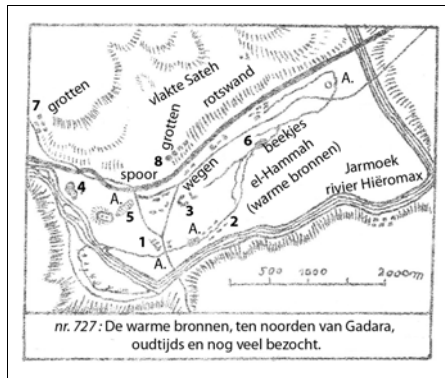 7
grotten
vlakte Sateh
grotten
rotswand
8
A.
6
spoor
wegen
beekjes
el-Hammah
(warme bronnen)
Jarmoek
rivier Hiëromax
4
A.
5
3
2
1
A.
500 1000 2000m
nr. 727: De warme bronnen, ten noorden van Gadara,
oudtijds en nog veel bezocht.